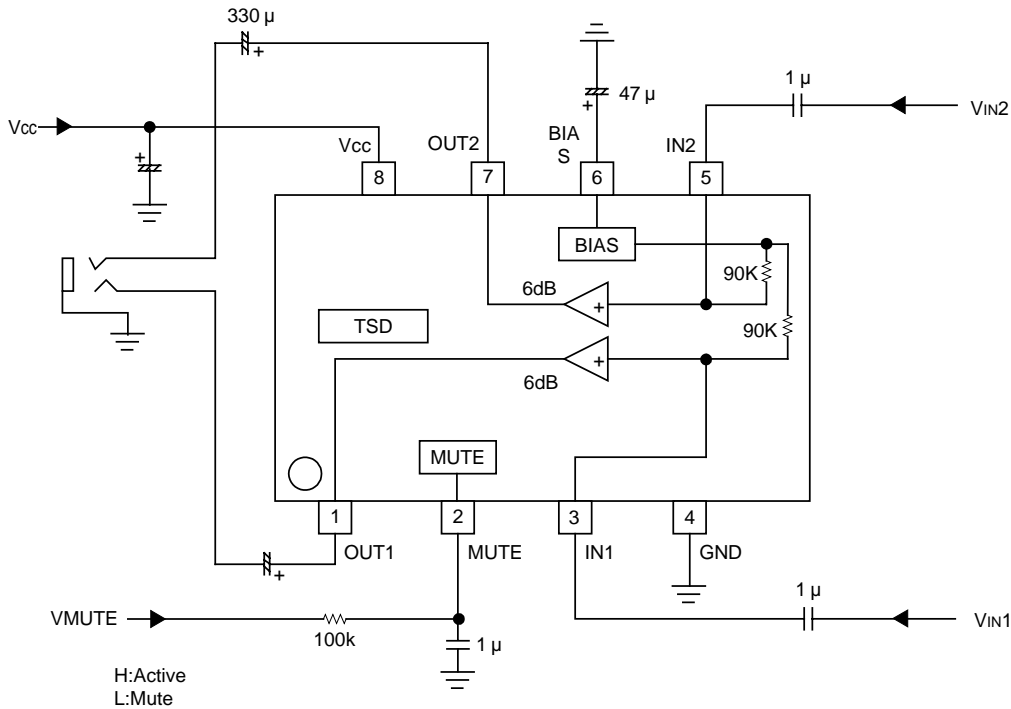 330 µ
+
1 µ
47 µ
+
VIN2
Vcc
+
Vcc
OUT2
BIA
S
IN2
8
7
6
5
BIAS
90K
6dB
+
TSD
90K
+
6dB
MUTE
1
2
3
4
OUT1
MUTE
IN1
GND
+
1 µ
VMUTE
100k
1 µ
VIN1
H:Active
L:Mute